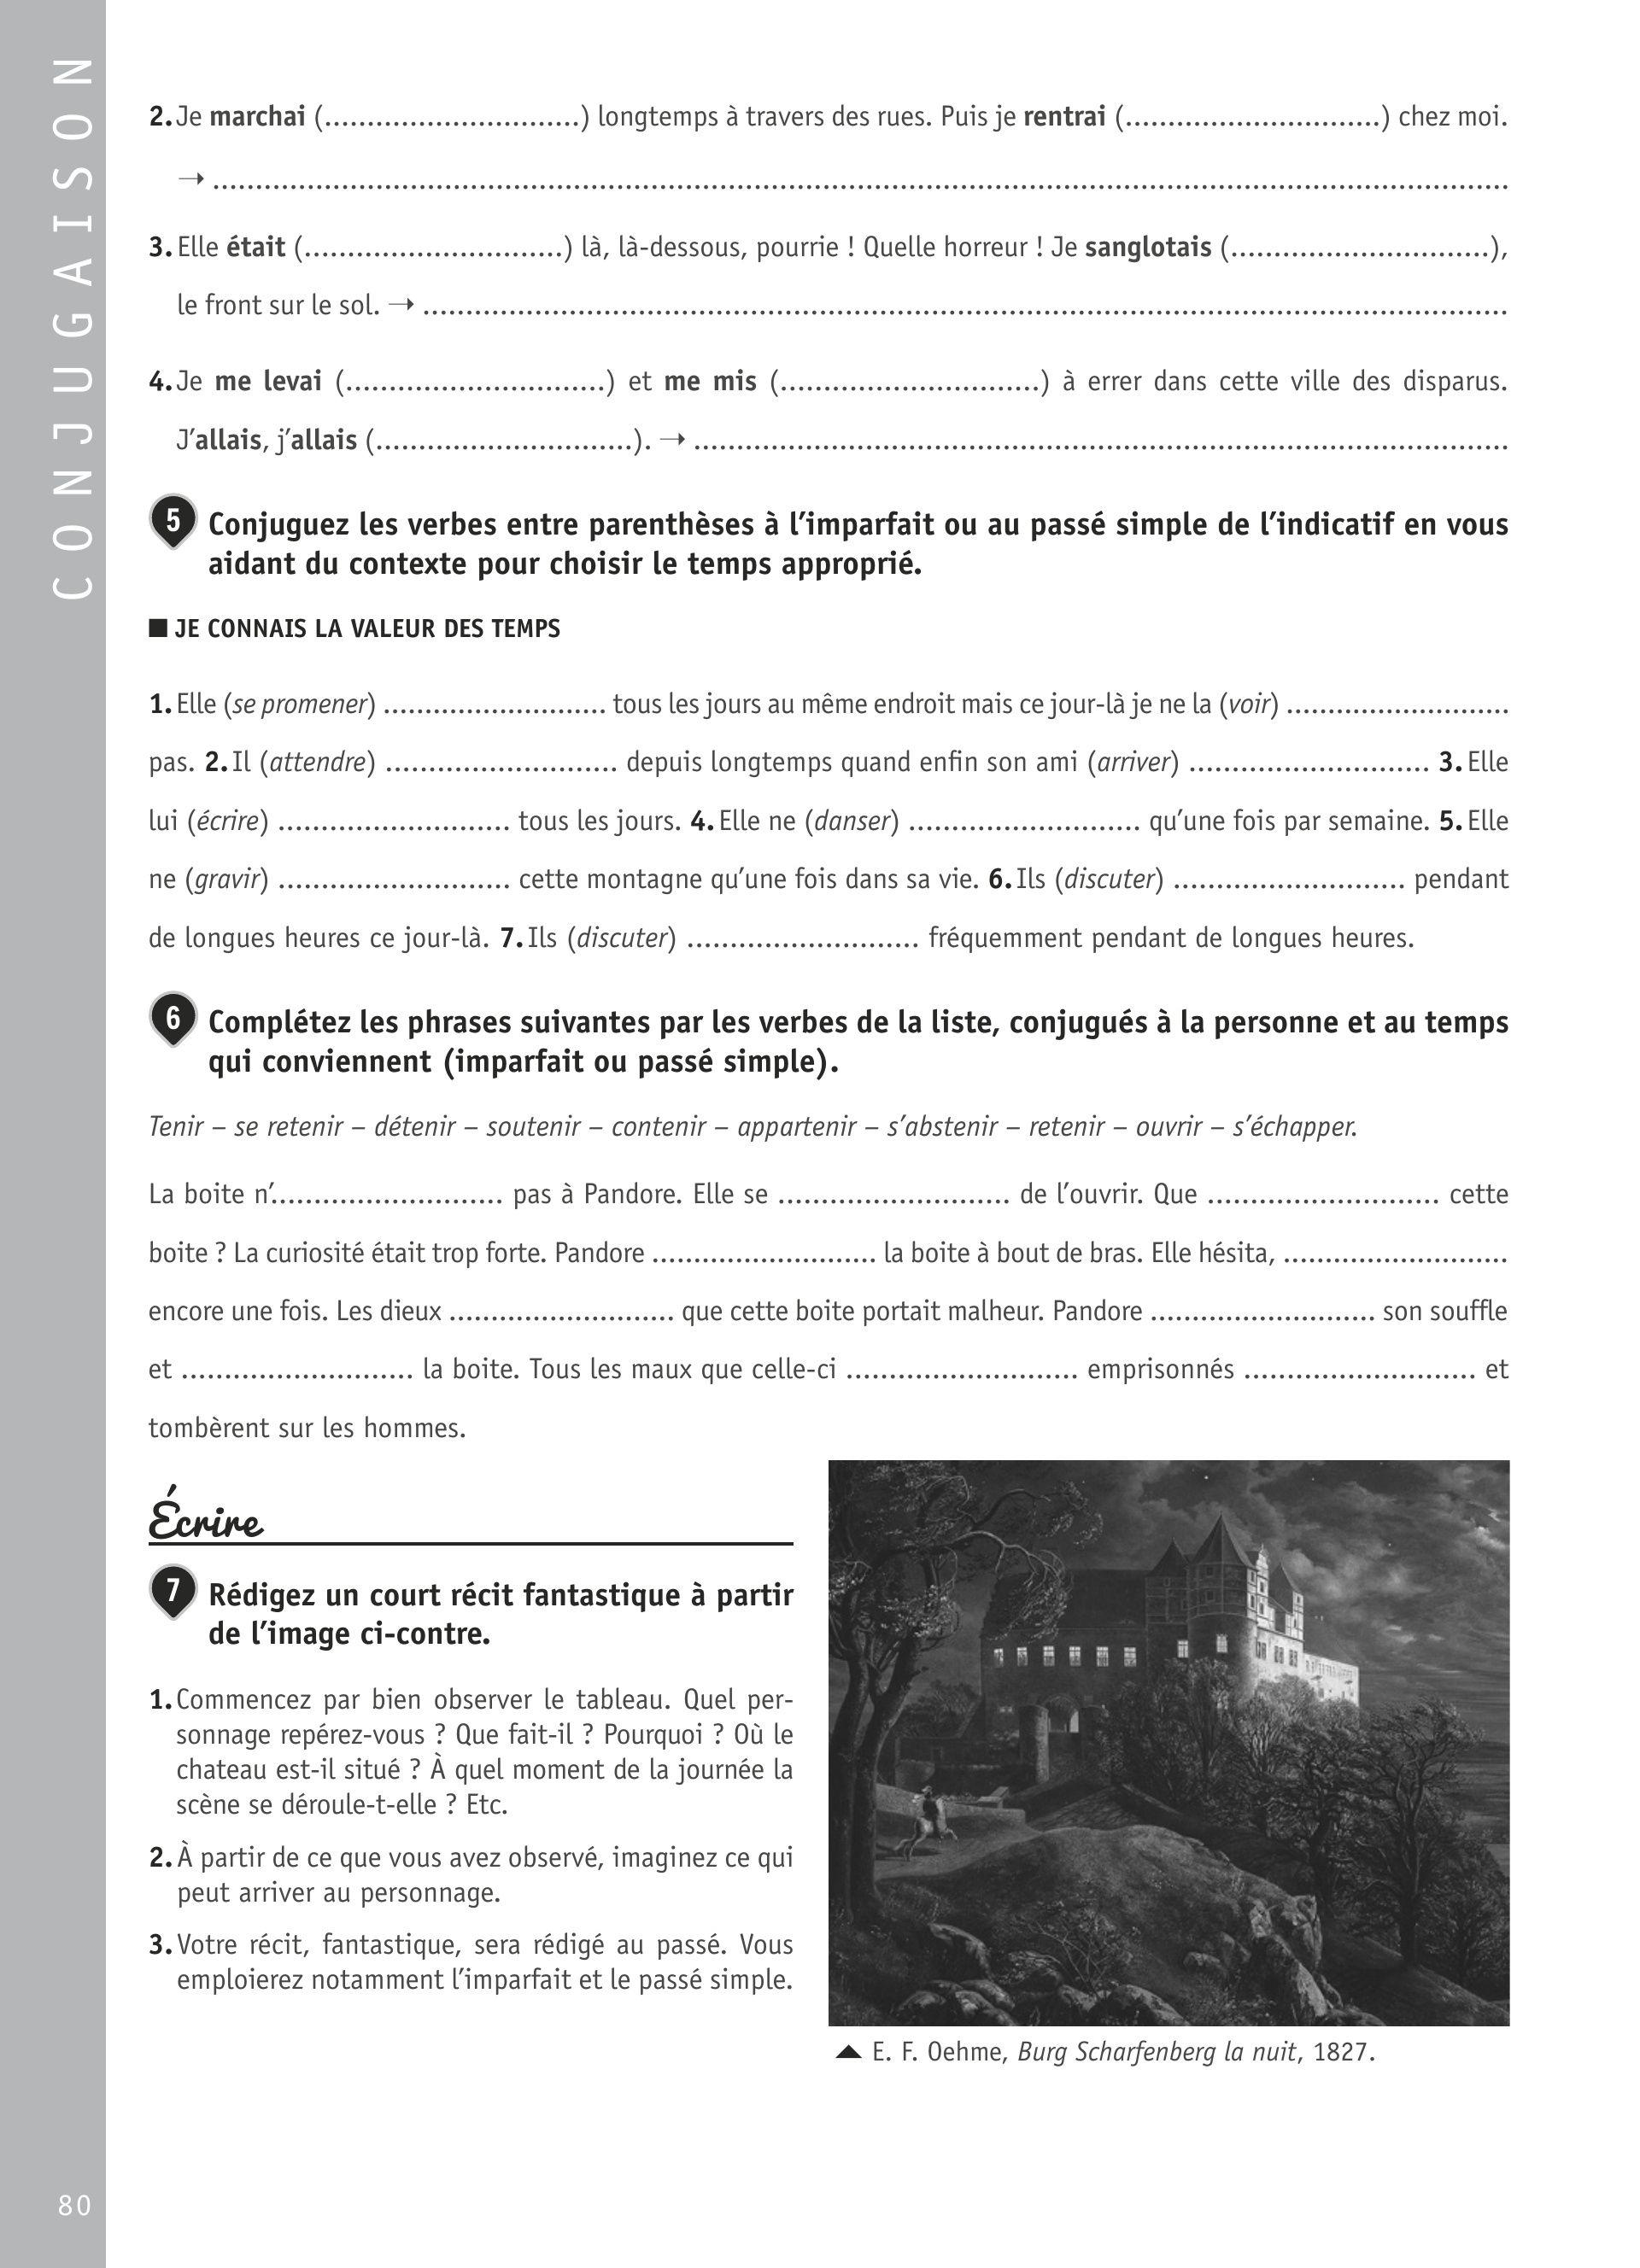 CONJUGAISON
2. Je marchai (..............................) longtemps à travers des rues. Puis je rentrai (..............................) chez moi.
→ ..........................................................................................................................................................
3. Elle était (..............................) là, là-dessous, pourrie ! Quelle horreur ! Je sanglotais (..............................),
le front sur le sol. → ..................................................................................................................................
4. Je me levai (..............................) et me mis (..............................) à errer dans cette ville des disparus.
J'allais, j'allais (..............................). → .................................................................................................
5 Conjuguez les verbes entre parenthèses à l'imparfait ou au passé simple de l'indicatif en vous
aidant du contexte pour choisir le temps approprié.
■ JE CONNAIS LA VALEUR DES TEMPS
1. Elle (se promener) ........................... tous les jours au même endroit mais ce jour-là je ne la (voir) ...........................
pas. 2. Il (attendre) ........................... depuis longtemps quand enfin son ami (arriver) ............................ 3. Elle
lui (écrire) ........................... tous les jours. 4. Elle ne (danser) ........................... qu'une fois par semaine. 5. Elle
ne (gravir) ........................... cette montagne qu'une fois dans sa vie. 6. Ils (discuter) ........................... pendant
de longues heures ce jour-là. 7. Ils (discuter) ........................... fréquemment pendant de longues heures.
6 Complétez les phrases suivantes par les verbes de la liste, conjugués à la personne et au temps
qui conviennent (imparfait ou passé simple).
Tenir – se retenir – détenir – soutenir – contenir – appartenir – s'abstenir – retenir – ouvrir – s'échapper.
La boite n'........................... pas à Pandore. Elle se ........................... de l'ouvrir. Que ........................... cette
boite ? La curiosité était trop forte. Pandore ........................... la boite à bout de bras. Elle hésita, ...........................
encore une fois. Les dieux ........................... que cette boite portait malheur. Pandore ........................... son souffle
et ........................... la boite. Tous les maux que celle-ci ........................... emprisonnés ........................... et
tombèrent sur les hommes.
Écrire
7 Rédigez un court récit fantastique à partir
de l'image ci-contre.
1. Commencez par bien observer le tableau. Quel per-
sonnage repérez-vous ? Que fait-il ? Pourquoi ? Où le
chateau est-il situé ? À quel moment de la journée la
scène se déroule-t-elle ? Etc.
2. À partir de ce que vous avez observé, imaginez ce qui
peut arriver au personnage.
3. Votre récit, fantastique, sera rédigé au passé. Vous
emploierez notamment l'imparfait et le passé simple.
▲ E. F. Oehme, Burg Scharfenberg la nuit, 1827.
80